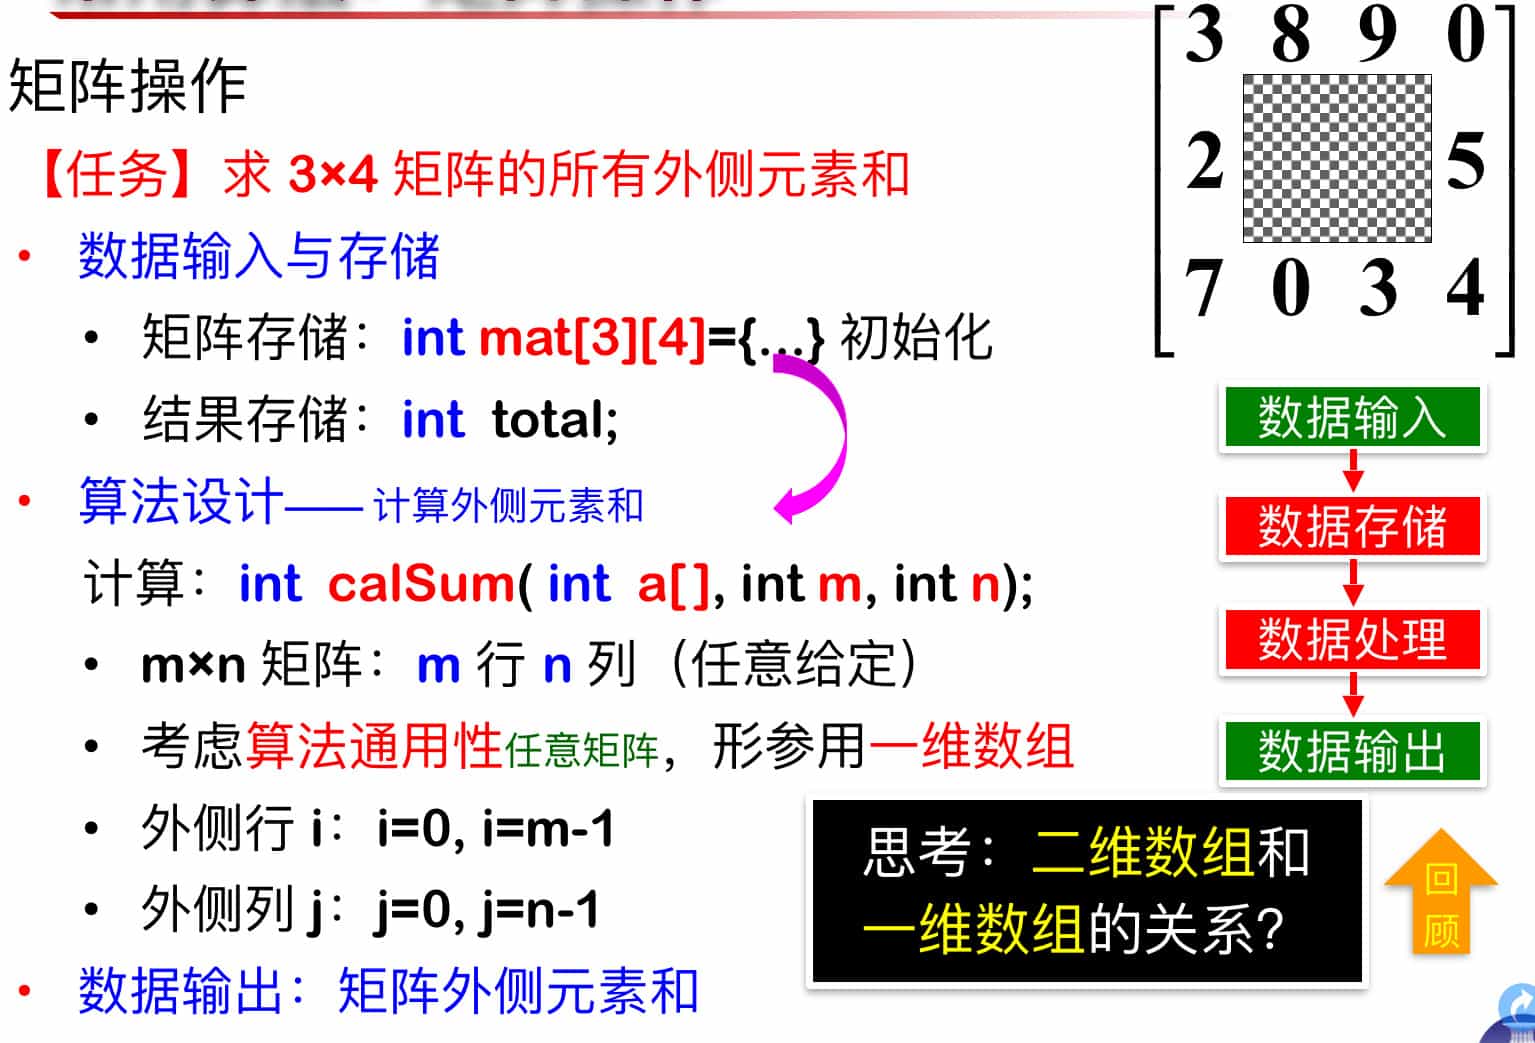 矩阵操作
【任务】求 3×4 矩阵的所有外侧元素和
• 数据输入与存储
• 矩阵存储：int mat[3][4]={...} 初始化
• 结果存储：int total;
• 算法设计—— 计算外侧元素和
计算：int calSum( int a[], int m, int n);
• m×n 矩阵：m 行 n 列（任意给定）
• 考虑算法通用性任意矩阵，形参用一维数组
• 外侧行 i：i=0, i=m-1
• 外侧列 j：j=0, j=n-1
• 数据输出：矩阵外侧元素和
3 8 9 0
2 5
7 0 3 4
数据输入
数据存储
数据处理
数据输出
思考：二维数组和
一维数组的关系？
回
顾